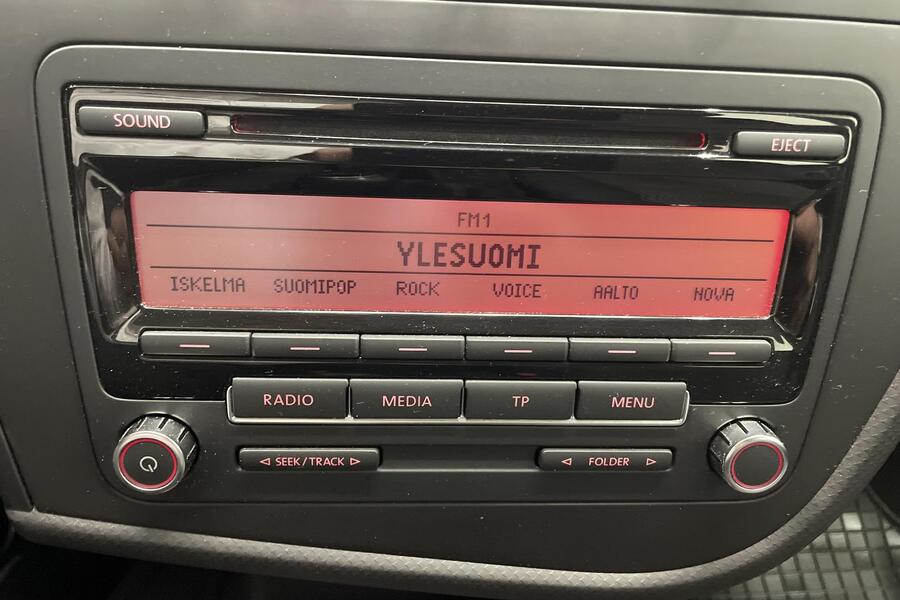 SOUND EJECT
FM1
YLESUOMI
ISKELMA SUOMIPOP ROCK VOICE AALTO NOVA
RADIO MEDIA TP MENU
◁ SEEK/TRACK ▷ ◁ FOLDER ▷